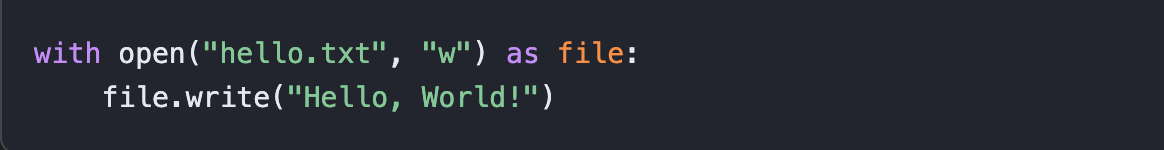 with open("hello.txt", "w") as file:
    file.write("Hello, World!")